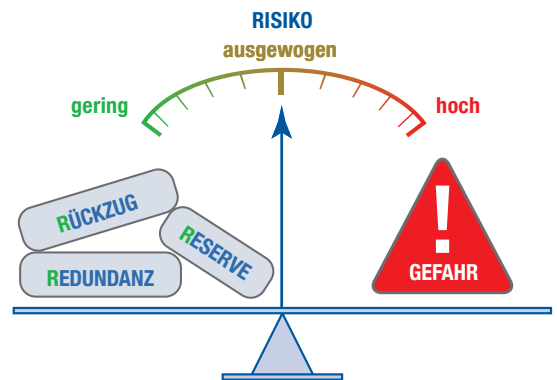 RISIKO
ausgewogen
gering
hoch
RÜCKZUG
RESERVE
REDUNDANZ
!
GEFAHR